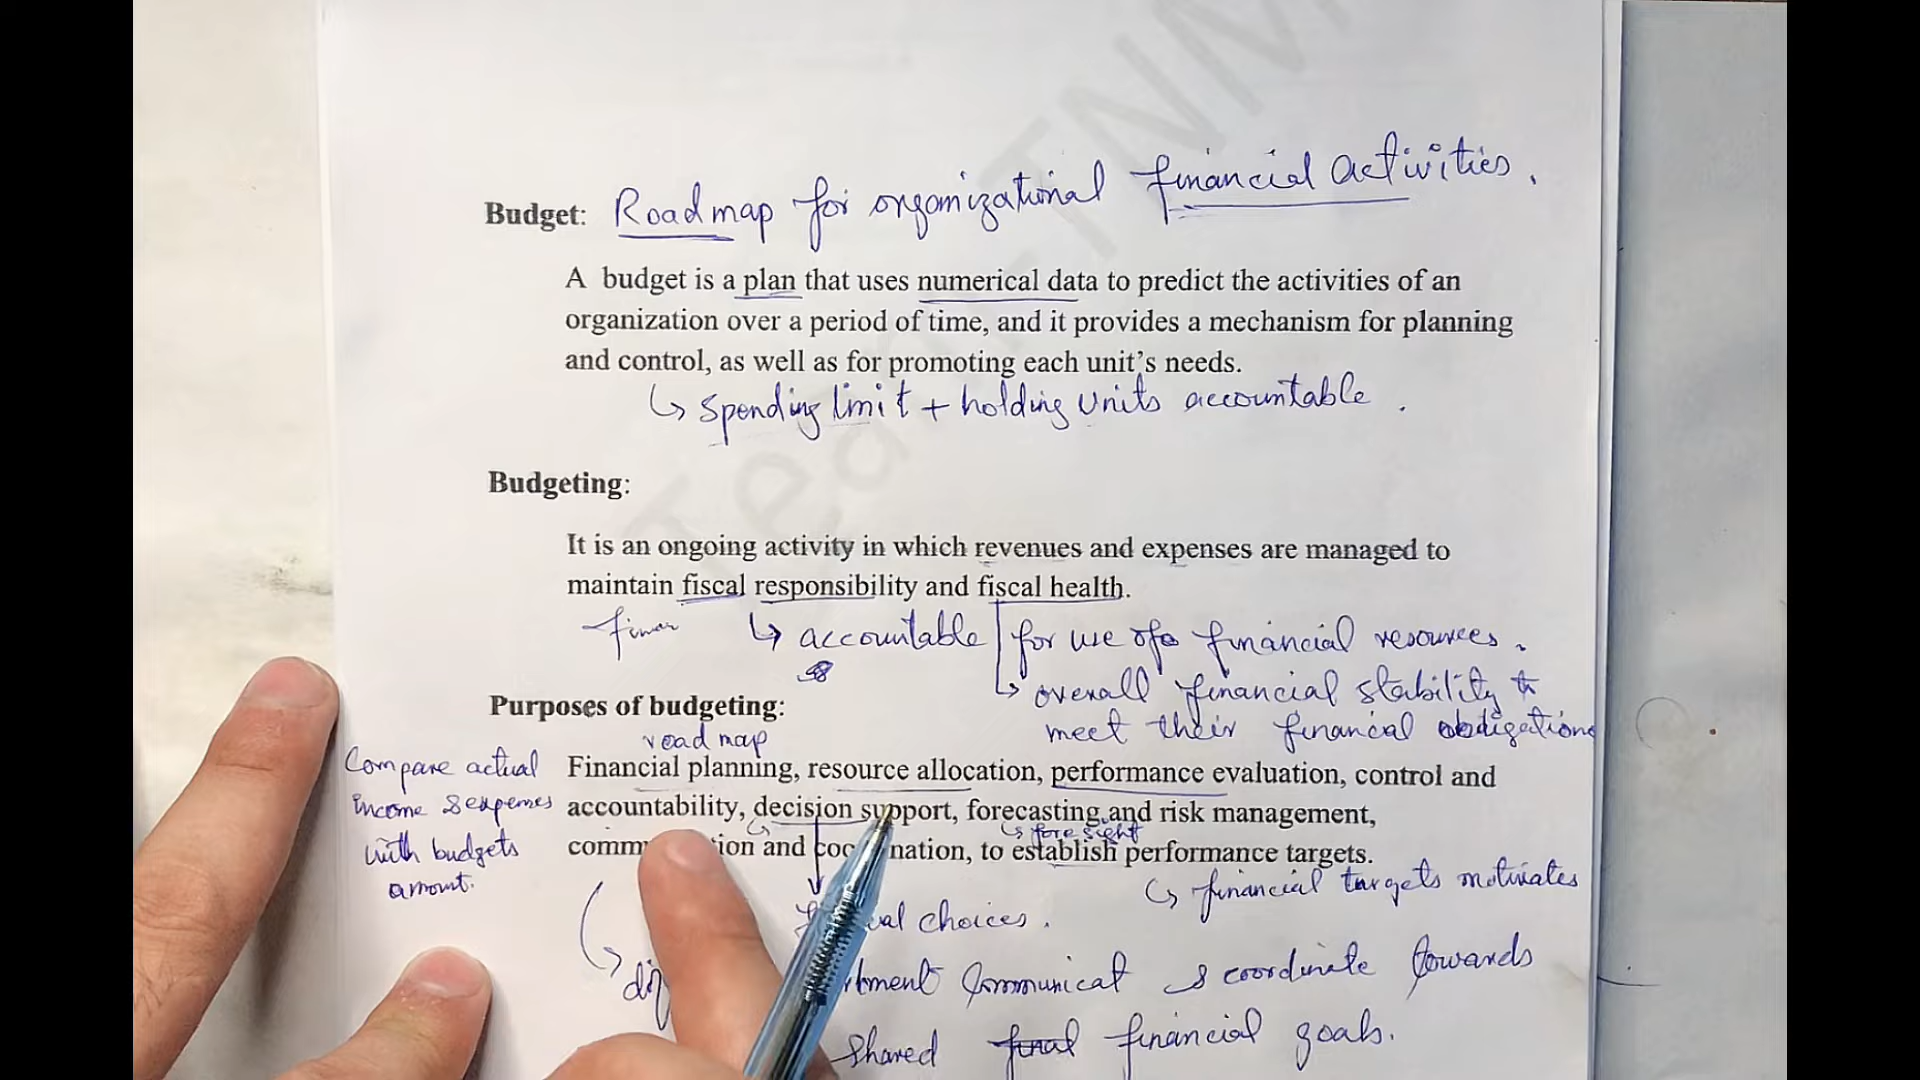 Budget: Roadmap for organizational financial activities.
A budget is a plan that uses numerical data to predict the activities of an
organization over a period of time, and it provides a mechanism for planning
and control, as well as for promoting each unit's needs.
↳ spending limit + holding units accountable.
Budgeting:
It is an ongoing activity in which revenues and expenses are managed to
maintain fiscal responsibility and fiscal health.
↳ accountable for use of financial resources.
↳ overall financial stability to
meet their financial obdigations
Purposes of budgeting:
road map
Compare actual
income & expenses
with budgets
amount.
Financial planning, resource allocation, performance evaluation, control and
accountability, decision support, forecasting and risk management,
↳ foresight
and nation, to establish performance targets.
↳ financial targets motivates
choices.
communicat & coordinate towards
shared financial goals.